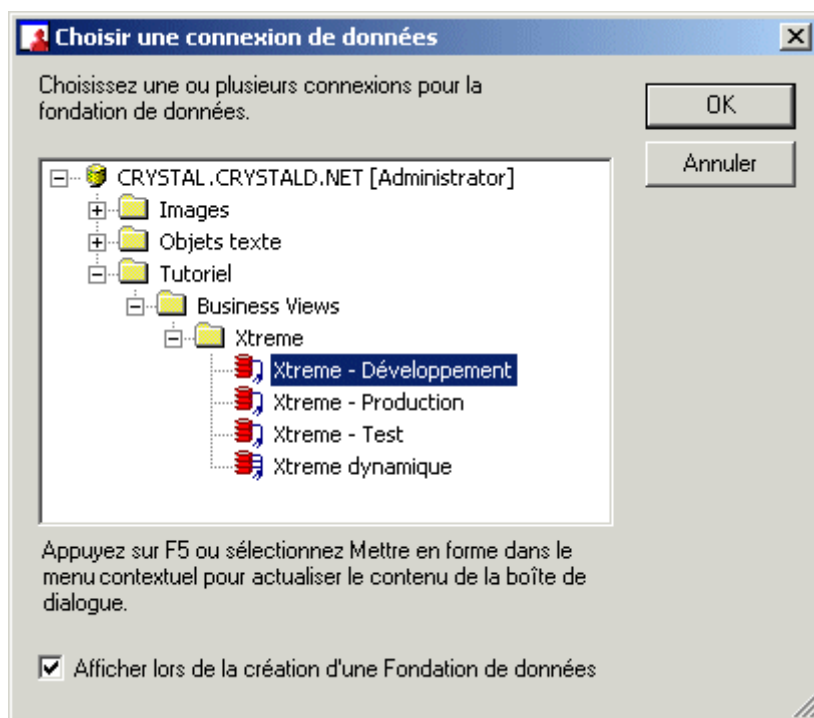 Choisir une connexion de données
Choisissez une ou plusieurs connexions pour la
fondation de données.
OK
Annuler
CRYSTAL.CRYSTALD.NET [Administrator]
Images
Objets texte
Tutoriel
Business Views
Xtreme
Xtreme - Développement
Xtreme - Production
Xtreme - Test
Xtreme dynamique
Appuyez sur F5 ou sélectionnez Mettre en forme dans le
menu contextuel pour actualiser le contenu de la boîte de
dialogue.
Afficher lors de la création d'une Fondation de données